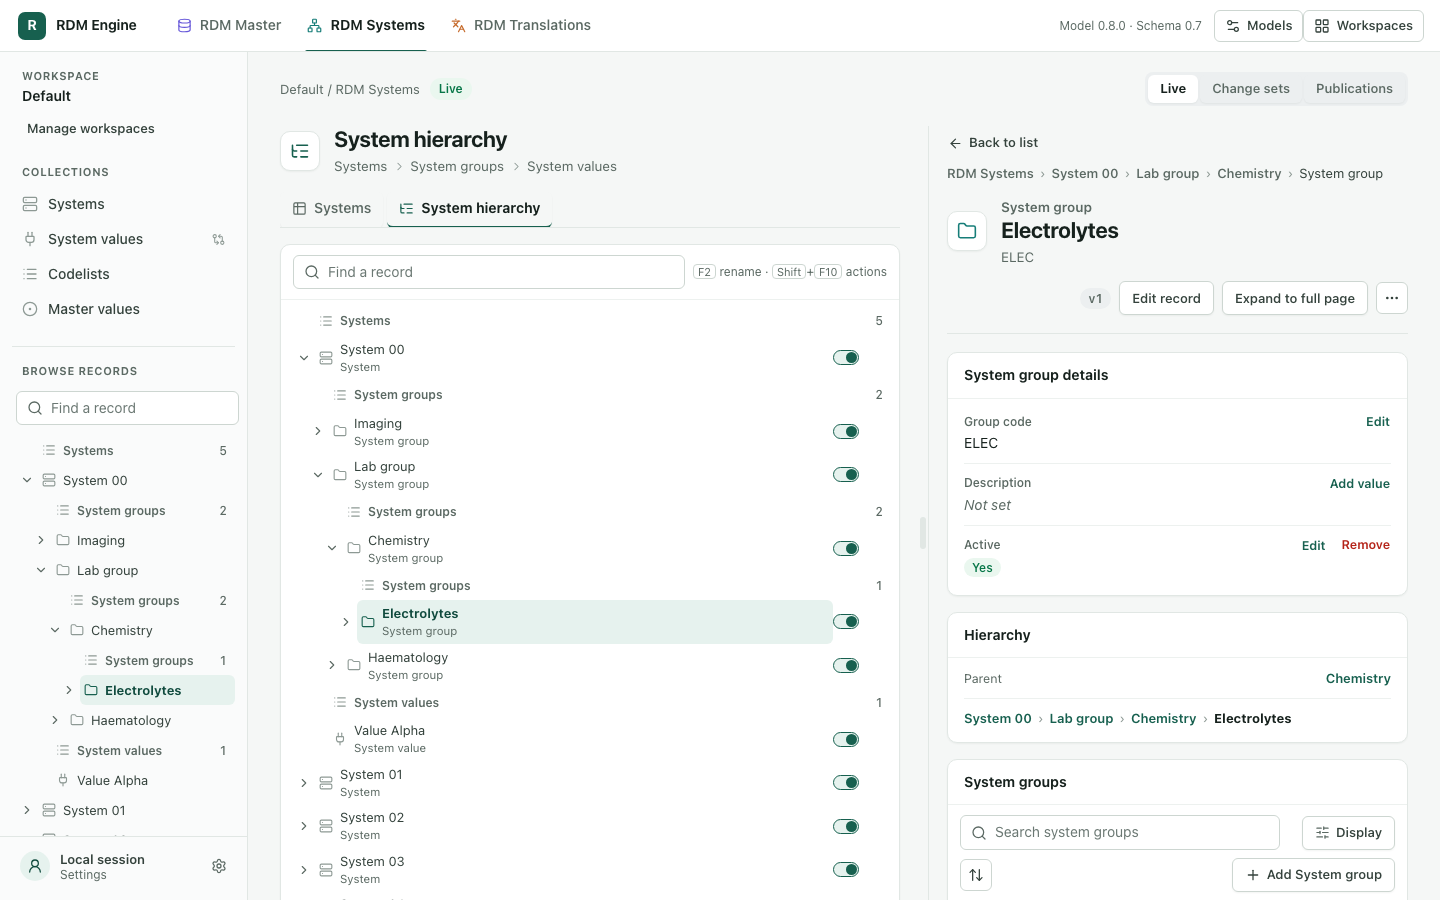 R RDM Engine RDM Master RDM Systems RDM Translations Model 0.8.0 · Schema 0.7 Models Workspaces
WORKSPACE
Default
Manage workspaces
COLLECTIONS
Systems
System values
Codelists
Master values
BROWSE RECORDS
Find a record
Systems 5
System 00
System groups 2
Imaging
Lab group
System groups 2
Chemistry
System groups 1
Electrolytes
Haematology
System values 1
Value Alpha
System 01
Local session
Settings
Default / RDM Systems Live
Live Change sets Publications
System hierarchy
Systems › System groups › System values
Systems System hierarchy
Find a record F2 rename · Shift+F10 actions
Systems 5
System 00
System
System groups 2
Imaging
System group
Lab group
System group
System groups 2
Chemistry
System group
System groups 1
Electrolytes
System group
Haematology
System group
System values 1
Value Alpha
System value
System 01
System
System 02
System
System 03
System
Back to list
RDM Systems › System 00 › Lab group › Chemistry › System group
System group
Electrolytes
ELEC
v1 Edit record Expand to full page ···
System group details
Group code Edit
ELEC
Description Add value
Not set
Active Edit Remove
Yes
Hierarchy
Parent Chemistry
System 00 › Lab group › Chemistry › Electrolytes
System groups
Search system groups Display
Add System group